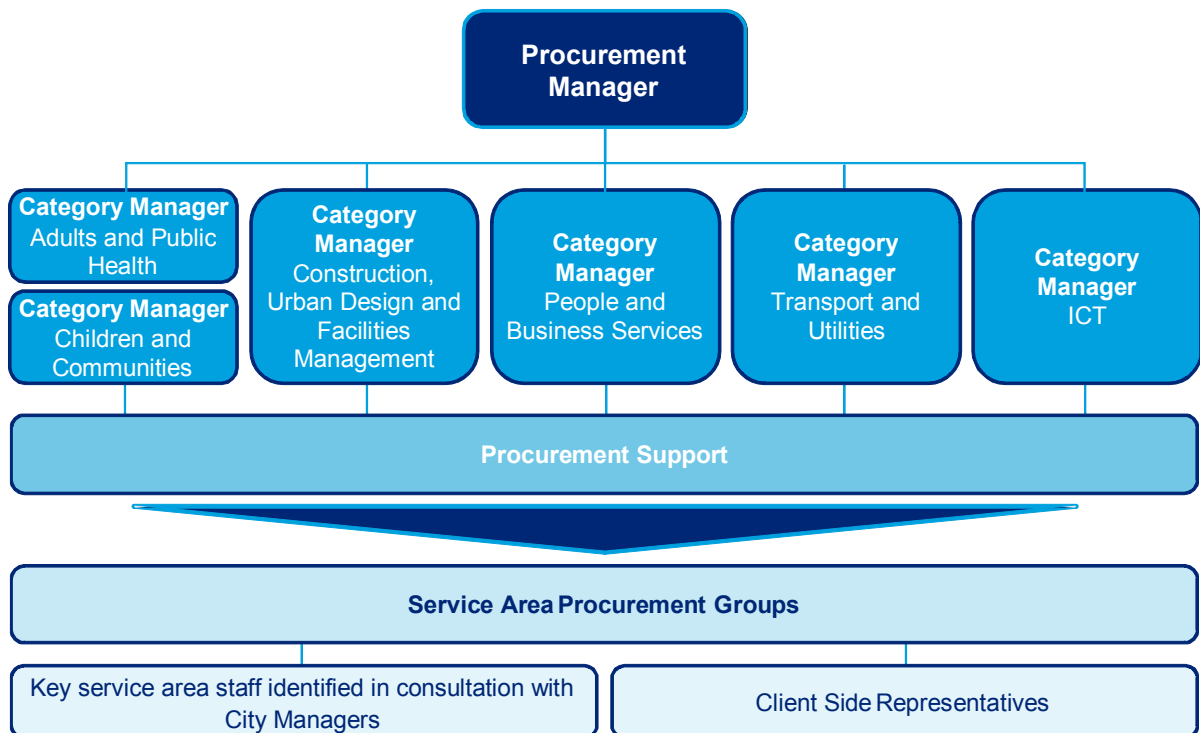 Procurement
Manager
Category Manager
Adults and Public
Health
Category Manager
Children and
Communities
Category
Manager
Construction,
Urban Design and
Facilities
Management
Category
Manager
People and
Business Services
Category
Manager
Transport and
Utilities
Category
Manager
ICT
Procurement Support
Service Area Procurement Groups
Key service area staff identified in consultation with
City Managers
Client Side Representatives